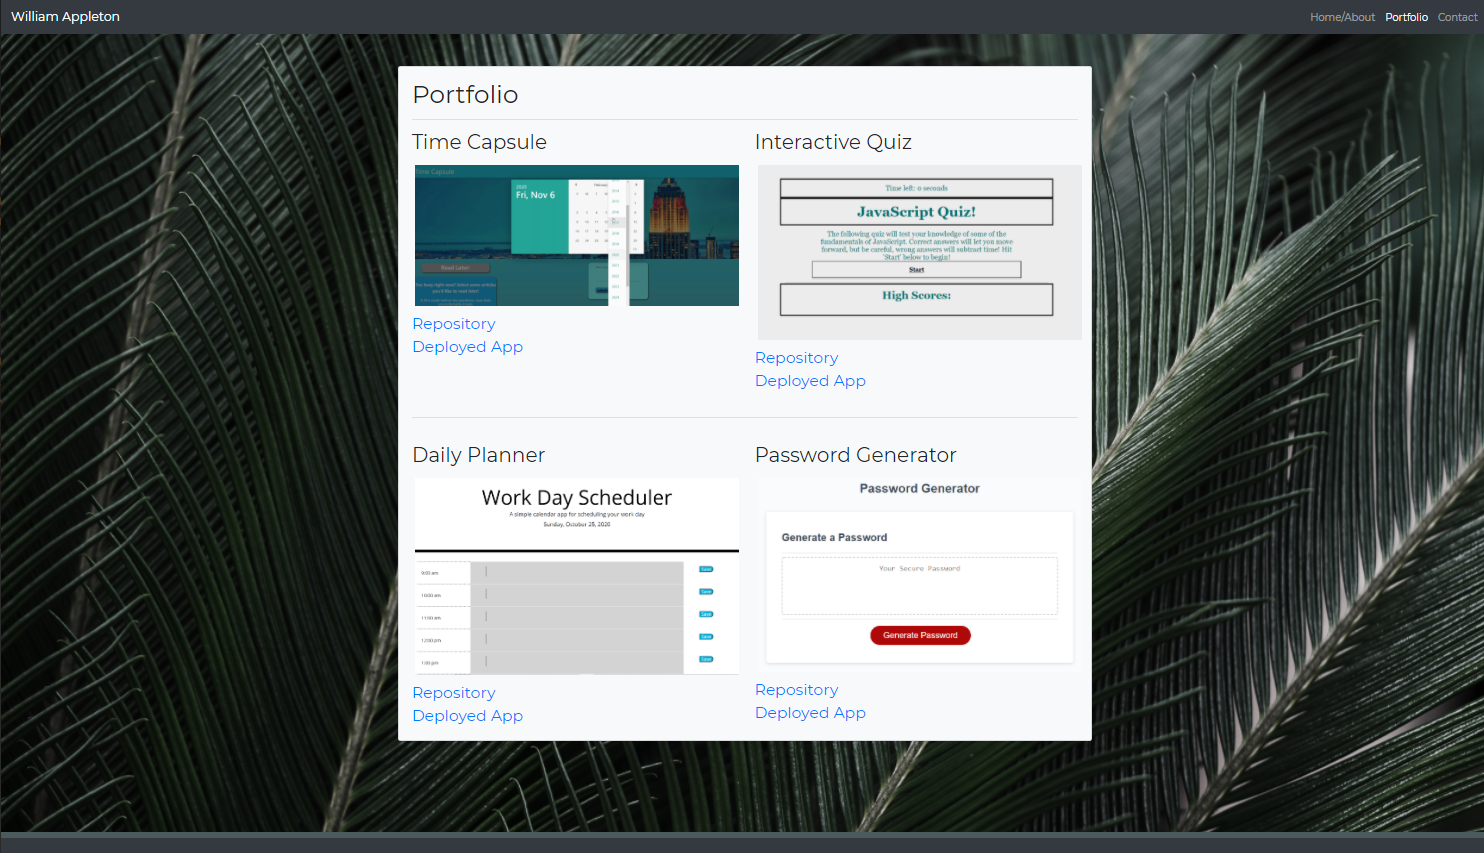 William Appleton
Home/About Portfolio Contact
Portfolio
Time Capsule
Time Capsule
2020
Fri, Nov 6
Read Later
Repository
Deployed App
Interactive Quiz
Time left: 0 seconds
JavaScript Quiz!
The following quiz will test your knowledge of some of the
fundamentals of JavaScript. Correct answers will let you move
forward, but be careful, wrong answers will subtract time! Hit
'Start' below to begin!
Start
High Scores:
Repository
Deployed App
Daily Planner
Work Day Scheduler
A simple calendar app for scheduling your work day
Sunday, October 25, 2020
9:00 am
Save
10:00 am
Save
11:00 am
Save
12:00 pm
Save
1:00 pm
Save
Repository
Deployed App
Password Generator
Password Generator
Generate a Password
Your Secure Password
Generate Password
Repository
Deployed App